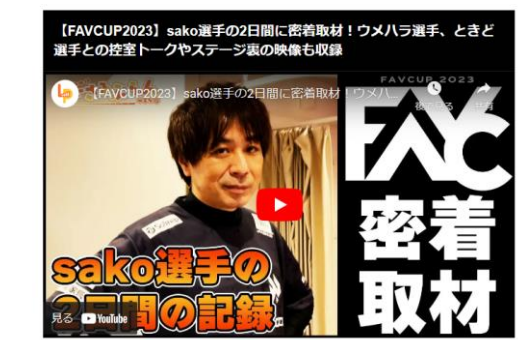 【FAVCUP2023】sako選手の2日間に密着取材！ウメハラ選手、ときど
選手との控室トークやステージ裏の映像も収録
【FAVCUP2023】sako選手の2日間に密着取材！ウメハ...
FAVCUP 2023
後で見る
共有
FAVC
密着
取材
sako選手の
2日間の記録
見る YouTube